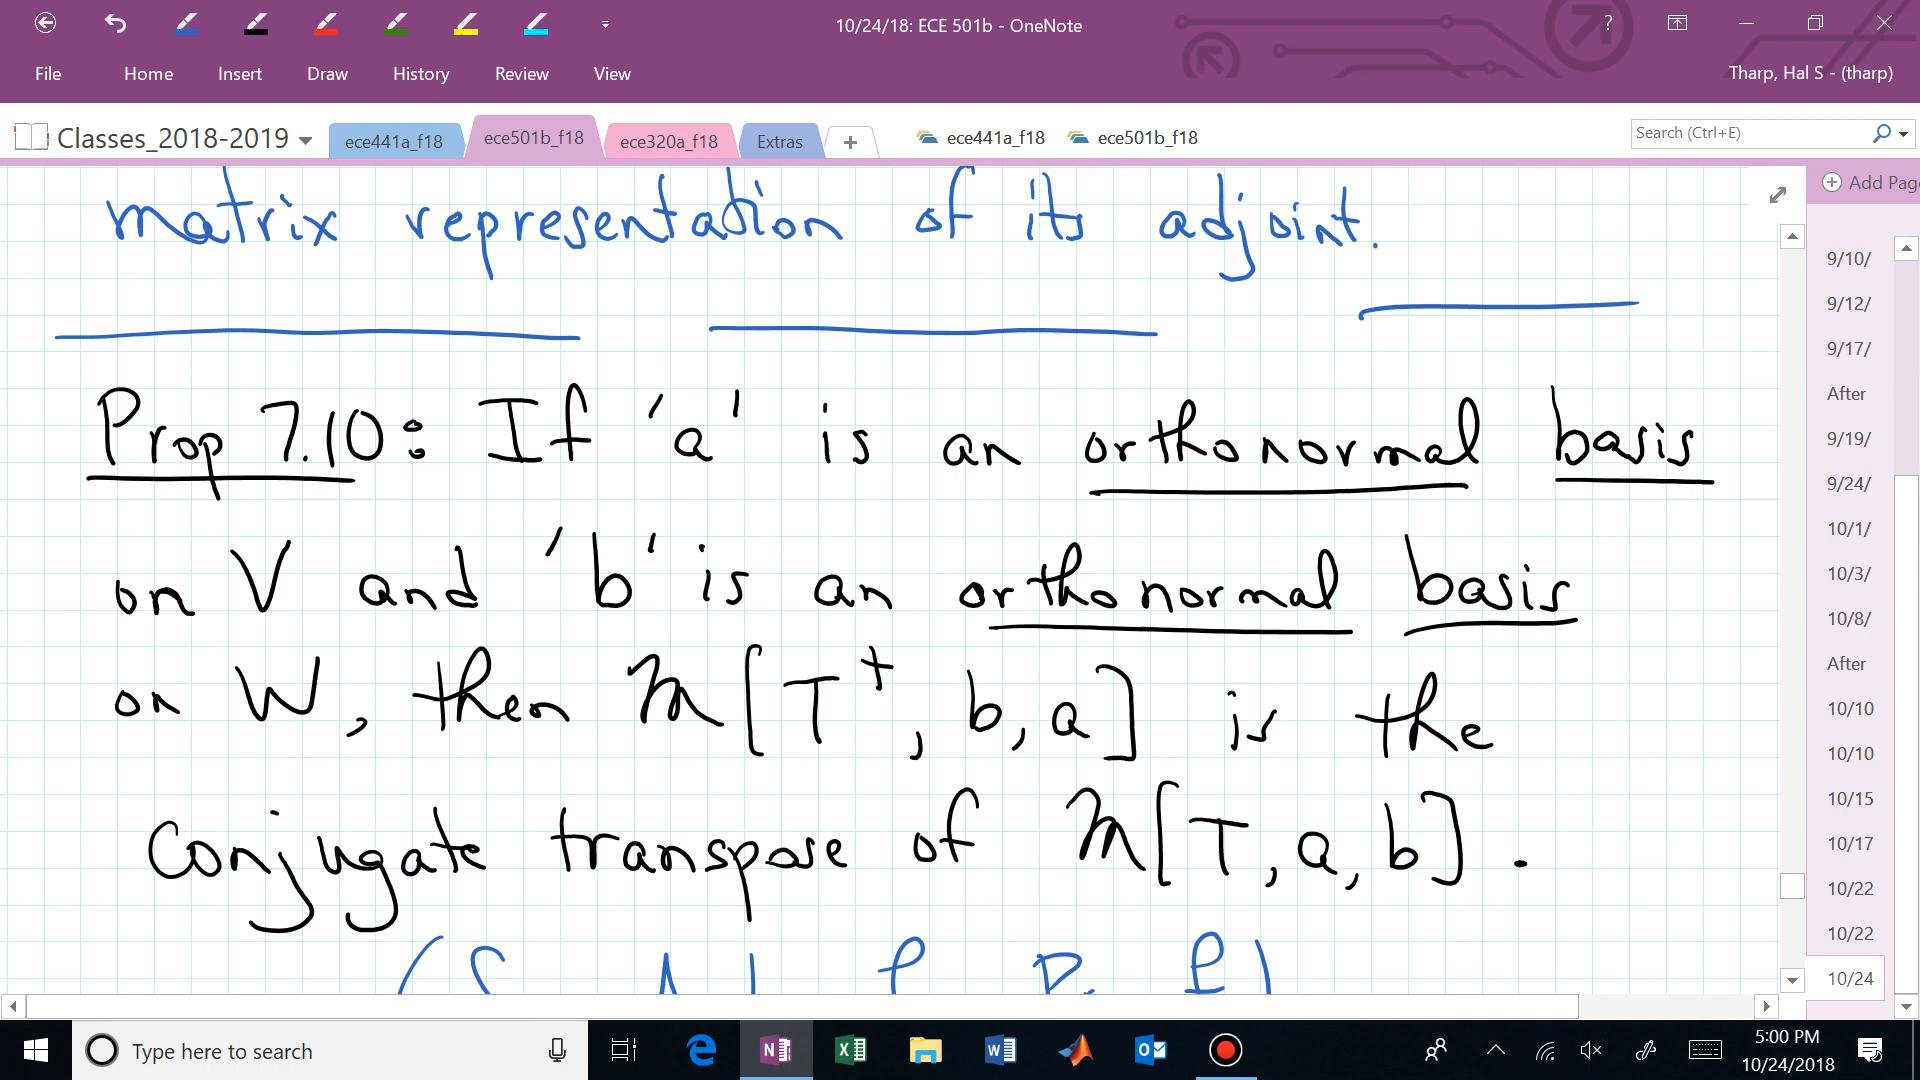 10/24/18: ECE 501b - OneNote
File Home Insert Draw History Review View
Tharp, Hal S - (tharp)
Classes_2018-2019
ece441a_f18 ece501b_f18 ece320a_f18 Extras
ece441a_f18 ece501b_f18
Search (Ctrl+E)
matrix representation of its adjoint.
Prop 7.10: If 'a' is an orthonormal basis
on V and 'b' is an orthonormal basis
on W, then M[T†, b, a] is the
Conjugate transpose of M[T, a, b].
Add Pag
9/10/
9/12/
9/17/
After
9/19/
9/24/
10/1/
10/3/
10/8/
After
10/10
10/10
10/15
10/17
10/22
10/22
10/24
Type here to search
5:00 PM
10/24/2018